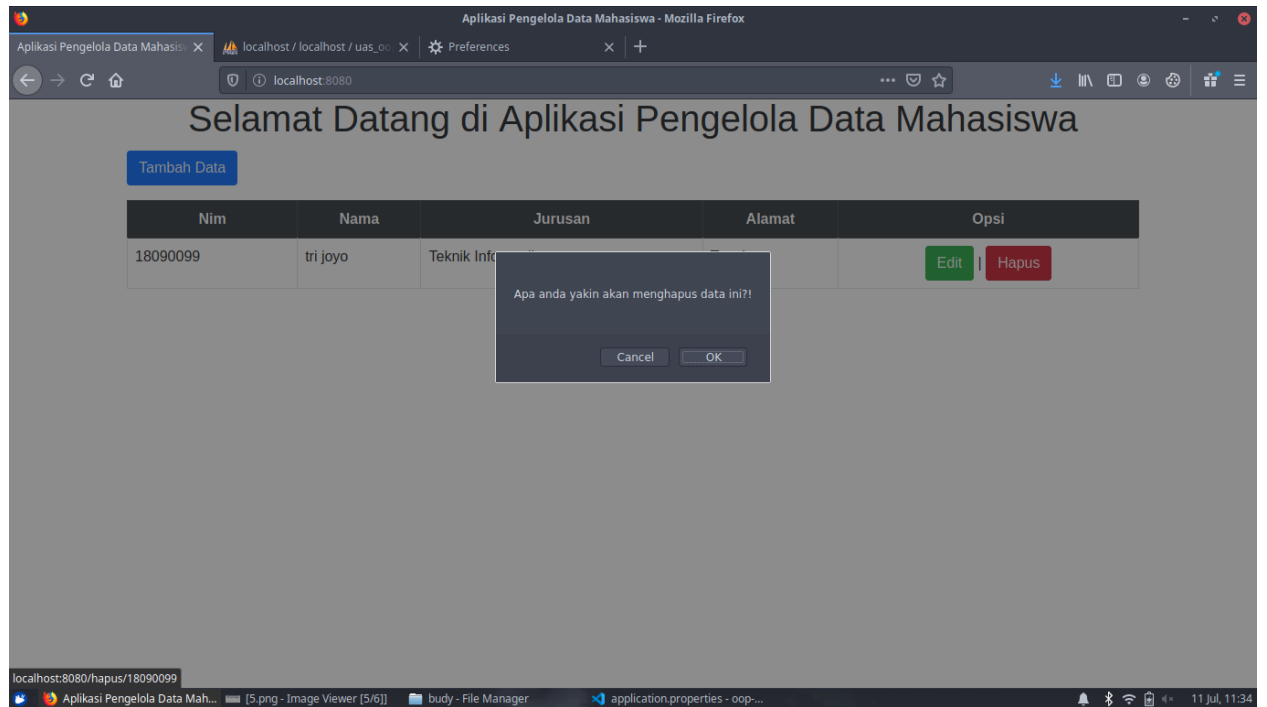 Aplikasi Pengelola Data Mahasiswa - Mozilla Firefox
Aplikasi Pengelola Data Mahasisw localhost / localhost / uas_oo Preferences
localhost:8080
Selamat Datang di Aplikasi Pengelola Data Mahasiswa
Tambah Data
Nim Nama Jurusan Alamat Opsi
18090099 tri joyo Teknik Edit | Hapus
Apa anda yakin akan menghapus data ini?!
Cancel OK
localhost:8080/hapus/18090099
Aplikasi Pengelola Data Mah... [5.png - Image Viewer [5/6]] budy - File Manager application.properties - oop-... 11 Jul, 11:34